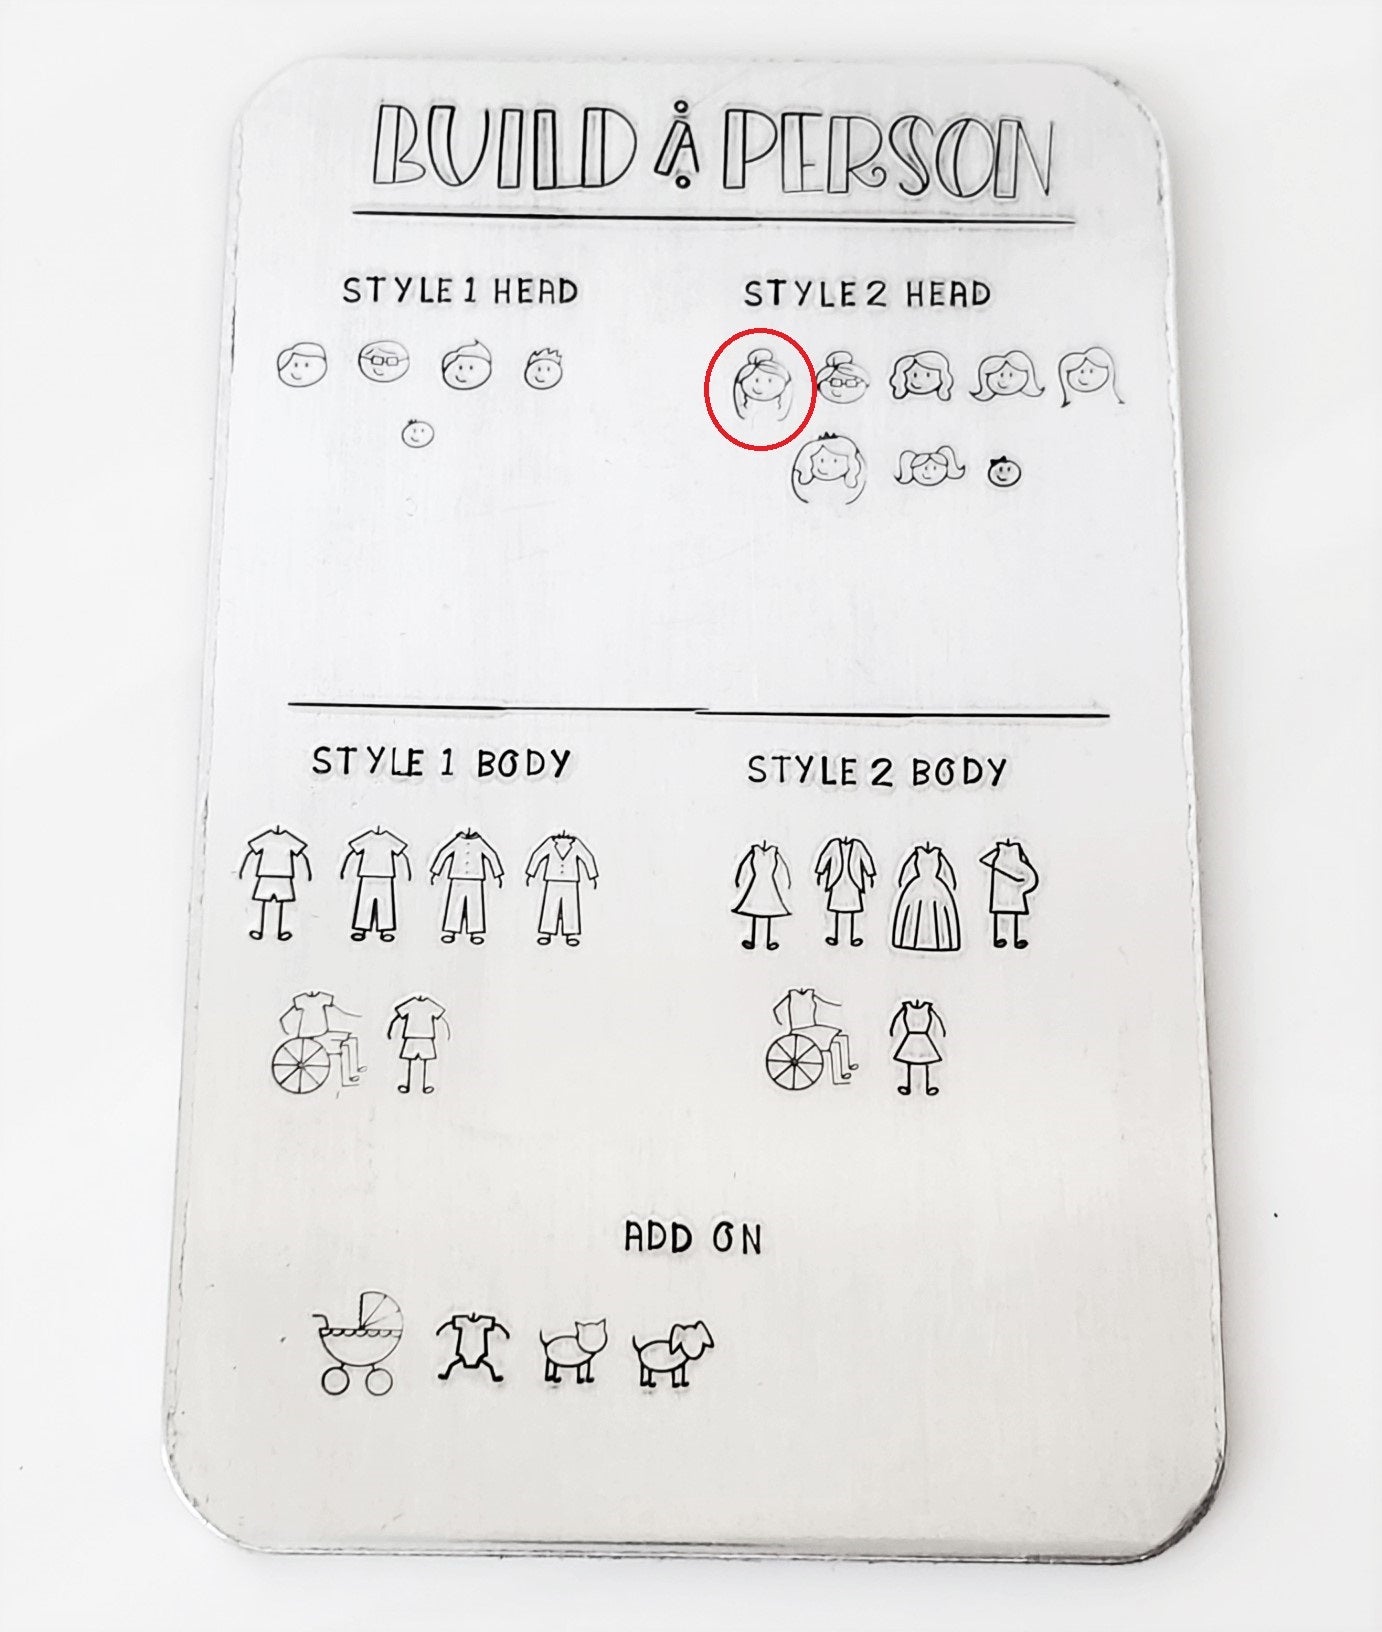 BUILD A PERSON
STYLE 1 HEAD
STYLE 2 HEAD
STYLE 1 BODY
STYLE 2 BODY
ADD ON